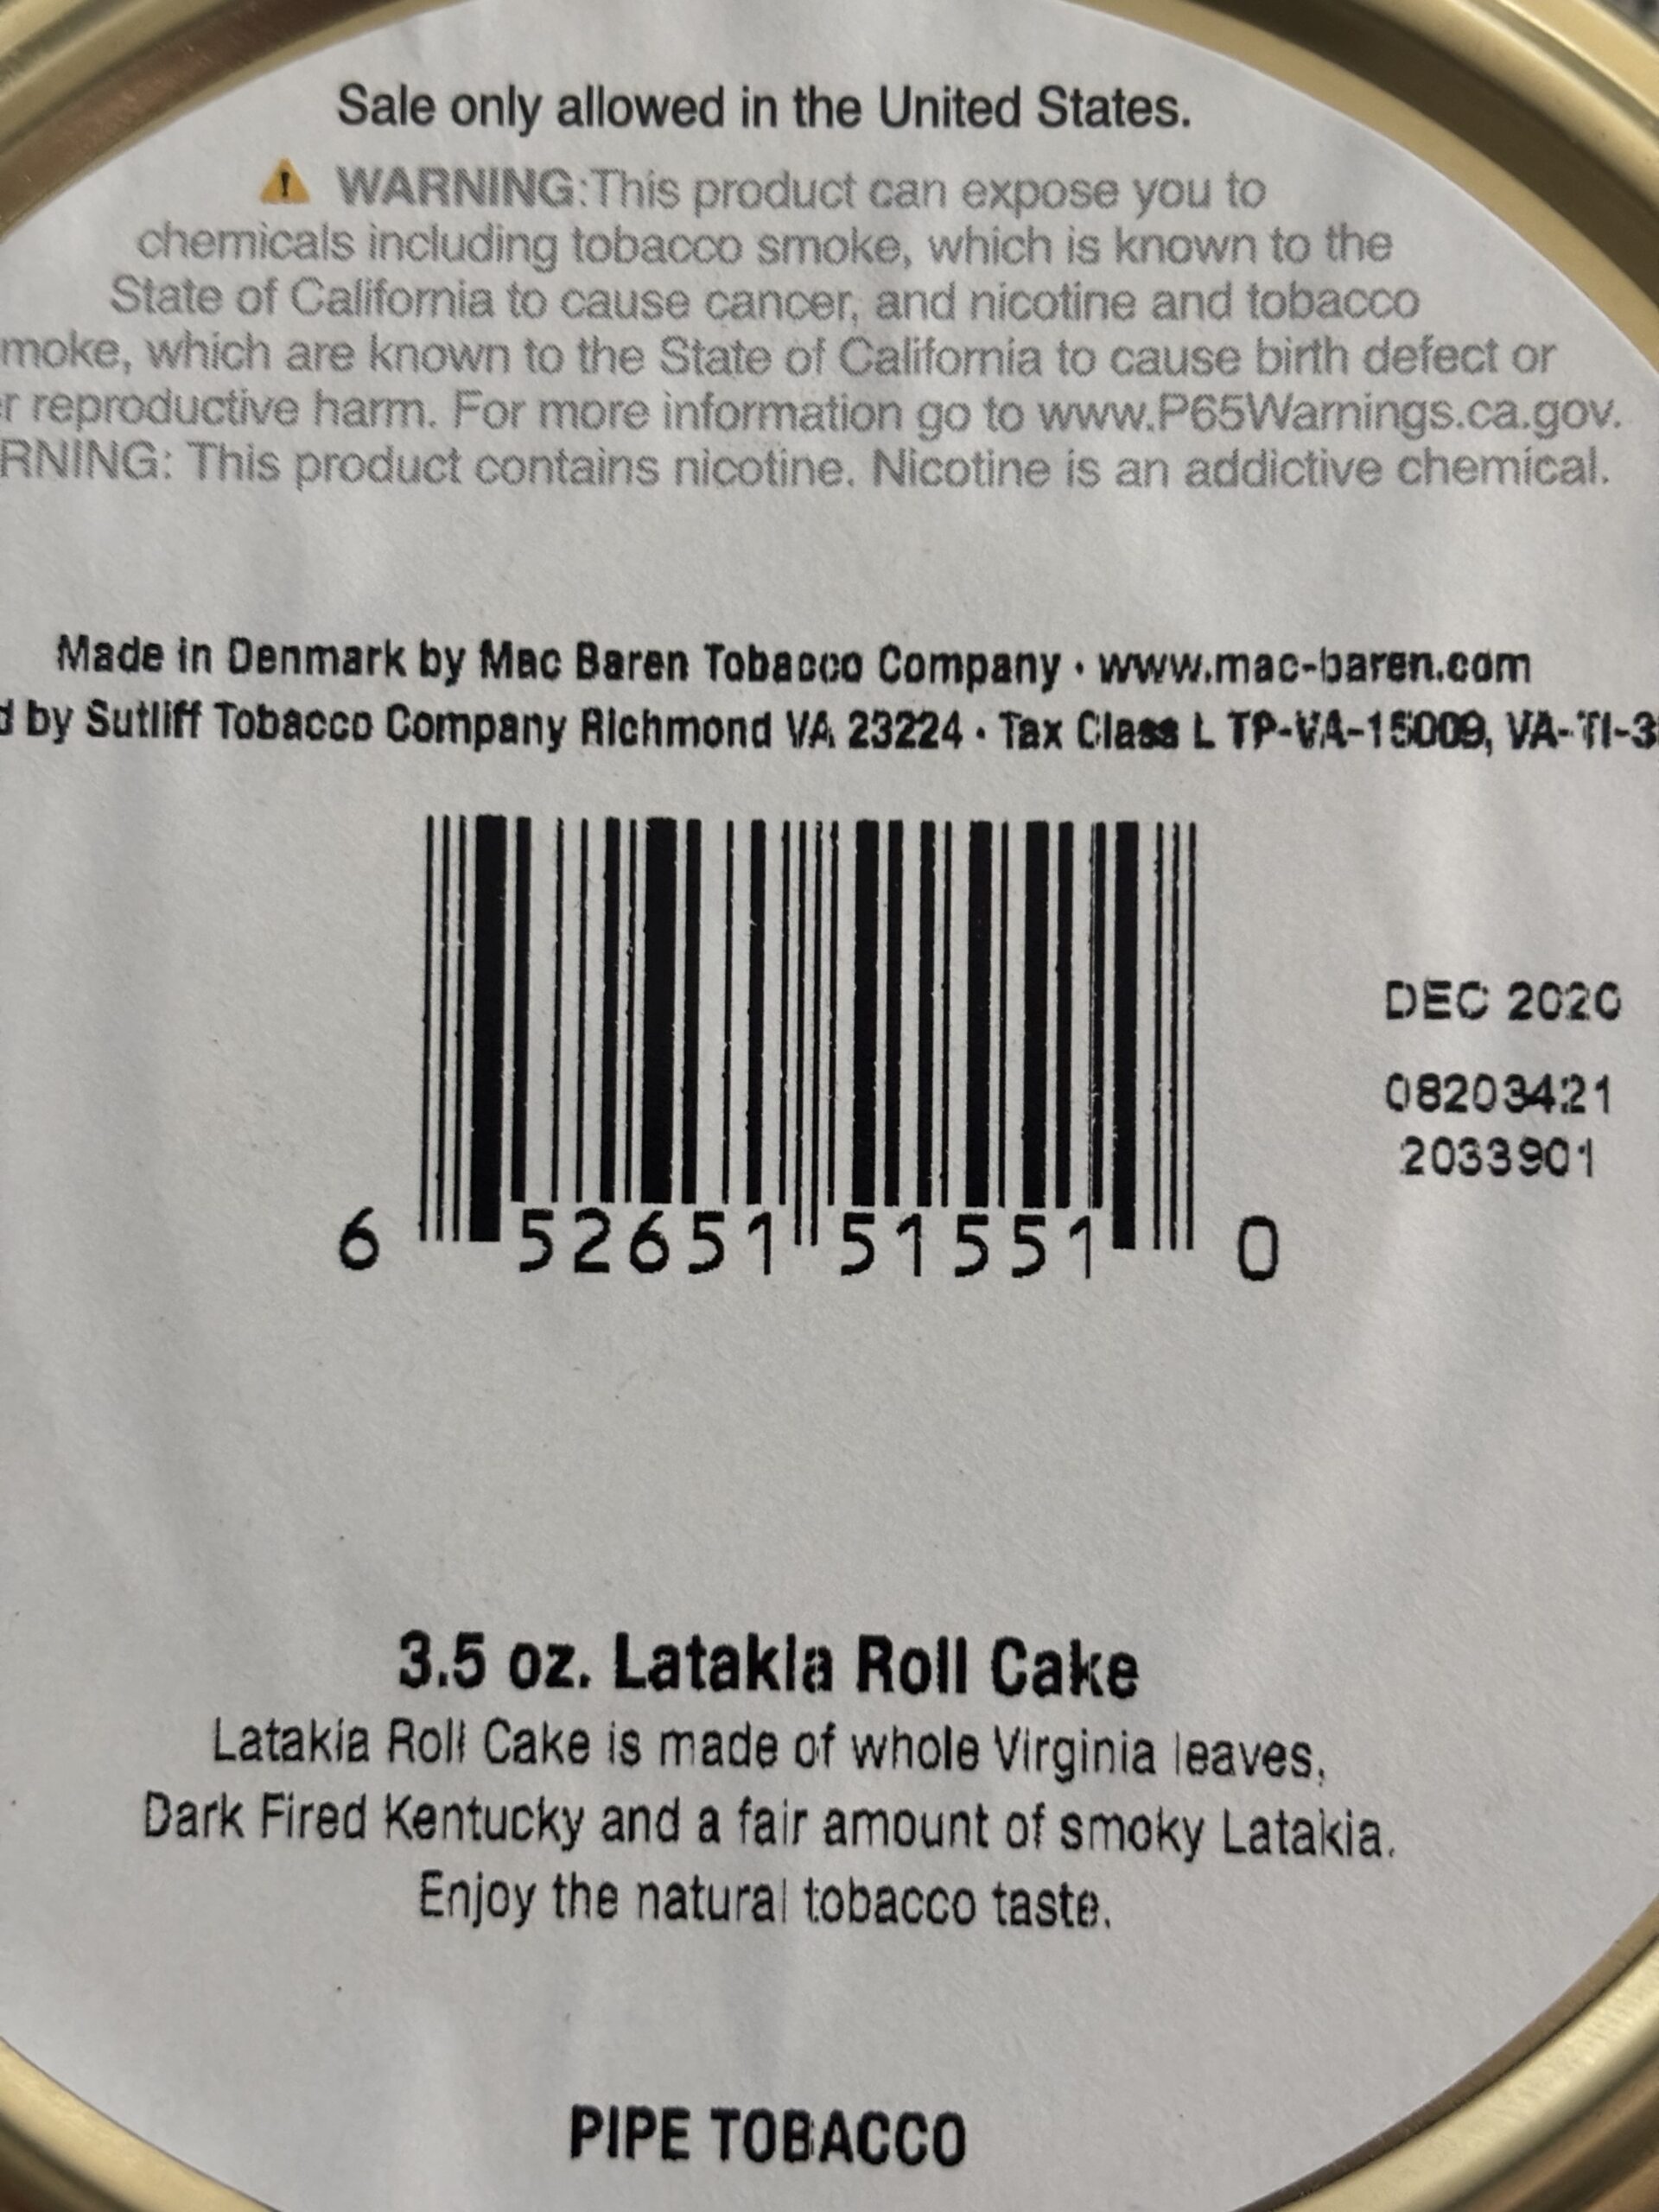 Sale only allowed in the United States.
⚠ WARNING:This product can expose you to
chemicals including tobacco smoke, which is known to the
State of California to cause cancer, and nicotine and tobacco
moke, which are known to the State of California to cause birth defect or
r reproductive harm. For more information go to www.P65Warnings.ca.gov.
RNING: This product contains nicotine. Nicotine is an addictive chemical.
Made in Denmark by Mac Baren Tobacco Company · www.mac-baren.com
d by Sutliff Tobacco Company Richmond VA 23224 · Tax Class L TP-VA-15009, VA-TI-3
DEC 2020
08203421
2033901
6 52651 51551 0
3.5 oz. Latakia Roll Cake
Latakia Roll Cake is made of whole Virginia leaves,
Dark Fired Kentucky and a fair amount of smoky Latakia.
Enjoy the natural tobacco taste.
PIPE TOBACCO